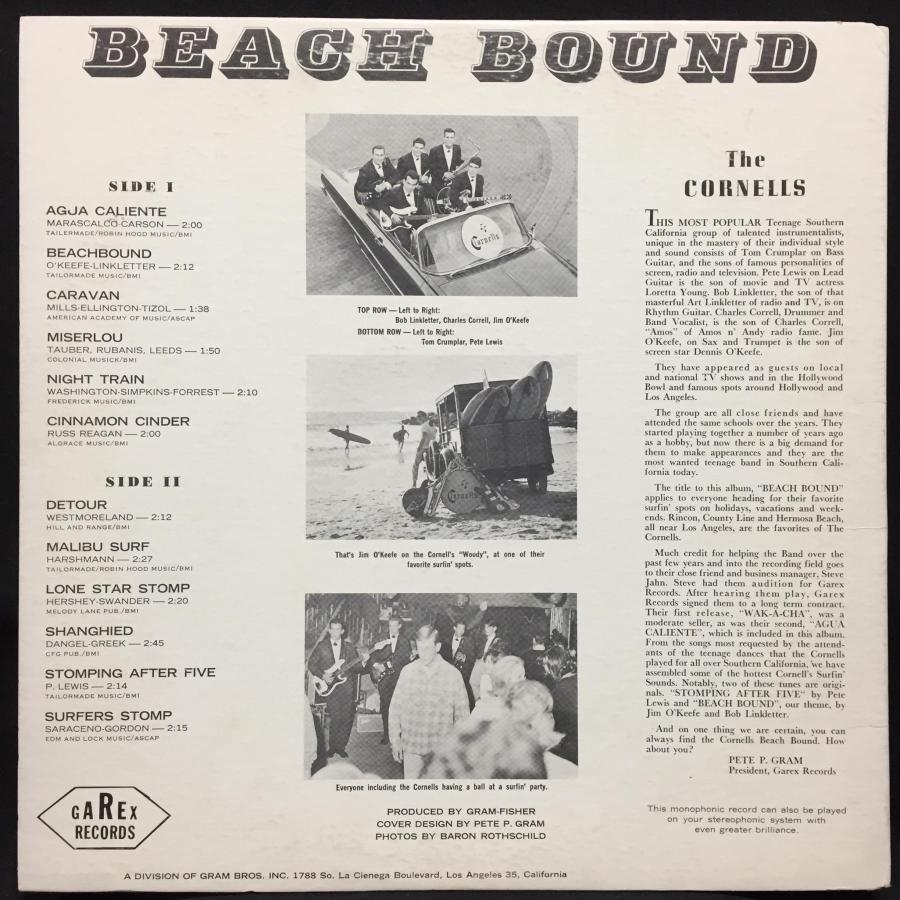 BEACH BOUND
SIDE I
AGJA CALIENTE
MARASCALCO-CARSON — 2:00
TAILERMADE/ROBIN HOOD MUSIC/BMI
BEACHBOUND
O'KEEFE-LINKLETTER — 2:12
TAILORMADE MUSIC/BMI
CARAVAN
MILLS-ELLINGTON-TIZOL — 1:38
AMERICAN ACADEMY OF MUSIC/ASCAP
MISERLOU
TAUBER, RUBANIS, LEEDS — 1:50
COLONIAL MUSICK/BMI
NIGHT TRAIN
WASHINGTON-SIMPKINS-FORREST — 2:10
FREDERICK MUSIC/BMI
CINNAMON CINDER
RUSS REAGAN — 2:00
ALGRACE MUSIC/BMI
SIDE II
DETOUR
WESTMORELAND — 2:12
HILL AND RANGE/BMI
MALIBU SURF
HARSHMANN — 2:27
TAILORMADE/ROBIN HOOD MUSIC/BMI
LONE STAR STOMP
HERSHEY-SWANDER — 2:20
MELODY LANE PUB./BMI
SHANGHIED
DANGEL-GREEK — 2:45
CFG PUB./BMI
STOMPING AFTER FIVE
P. LEWIS — 2:14
TAILORMADE MUSIC/BMI
SURFERS STOMP
SARACENO-GORDON — 2:15
EDM AND LOCK MUSIC/ASCAP
GAREX
RECORDS
Cornells
TOP ROW — Left to Right:
Bob Linkletter, Charles Correll, Jim O'Keefe
BOTTOM ROW — Left to Right:
Tom Crumplar, Pete Lewis
Cornells
That's Jim O'Keefe on the Cornell's "Woody", at one of their
favorite surfin' spots.
Everyone including the Cornells having a ball at a surfin' party.
PRODUCED BY GRAM-FISHER
COVER DESIGN BY PETE P. GRAM
PHOTOS BY BARON ROTHSCHILD
The
CORNELLS
THIS MOST POPULAR Teenage Southern
California group of talented instrumentalists,
unique in the mastery of their individual style
and sound consists of Tom Crumplar on Bass
Guitar, and the sons of famous personalities of
screen, radio and television. Pete Lewis on Lead
Guitar is the son of movie and TV actress
Loretta Young. Bob Linkletter, the son of that
masterful Art Linkletter of radio and TV, is on
Rhythm Guitar. Charles Correll, Drummer and
Band Vocalist, is the son of Charles Correll,
"Amos" of Amos n' Andy radio fame. Jim
O'Keefe, on Sax and Trumpet is the son of
screen star Dennis O'Keefe.
They have appeared as guests on local
and national TV shows and in the Hollywood
Bowl and famous spots around Hollywood and
Los Angeles.
The group are all close friends and have
attended the same schools over the years. They
started playing together a number of years ago
as a hobby, but now there is a big demand for
them to make appearances and they are the
most wanted teenage band in Southern Cali-
fornia today.
The title to this album, "BEACH BOUND"
applies to everyone heading for their favorite
surfin' spots on holidays, vacations and week-
ends. Rincon, County Line and Hermosa Beach,
all near Los Angeles, are the favorites of The
Cornells.
Much credit for helping the Band over the
past few years and into the recording field goes
to their close friend and business manager, Steve
Jahn. Steve had them audition for Garex
Records. After hearing them play, Garex
Records signed them to a long term contract.
Their first release, "WAK-A-CHA", was a
moderate seller, as was their second, "AGUA
CALIENTE", which is included in this album.
From the songs most requested by the attend-
ants of the teenage dances that the Cornells
played for all over Southern California, we have
assembled some of the hottest Cornell's Surfin'
Sounds. Notably, two of these tunes are origi-
nals. "STOMPING AFTER FIVE" by Pete
Lewis and "BEACH BOUND", our theme, by
Jim O'Keefe and Bob Linkletter.
And on one thing we are certain, you can
always find the Cornells Beach Bound. How
about you?
PETE P. GRAM
President, Garex Records
This monophonic record can also be played
on your stereophonic system with
even greater brilliance.
A DIVISION OF GRAM BROS. INC. 1788 So. La Cienega Boulevard, Los Angeles 35, California